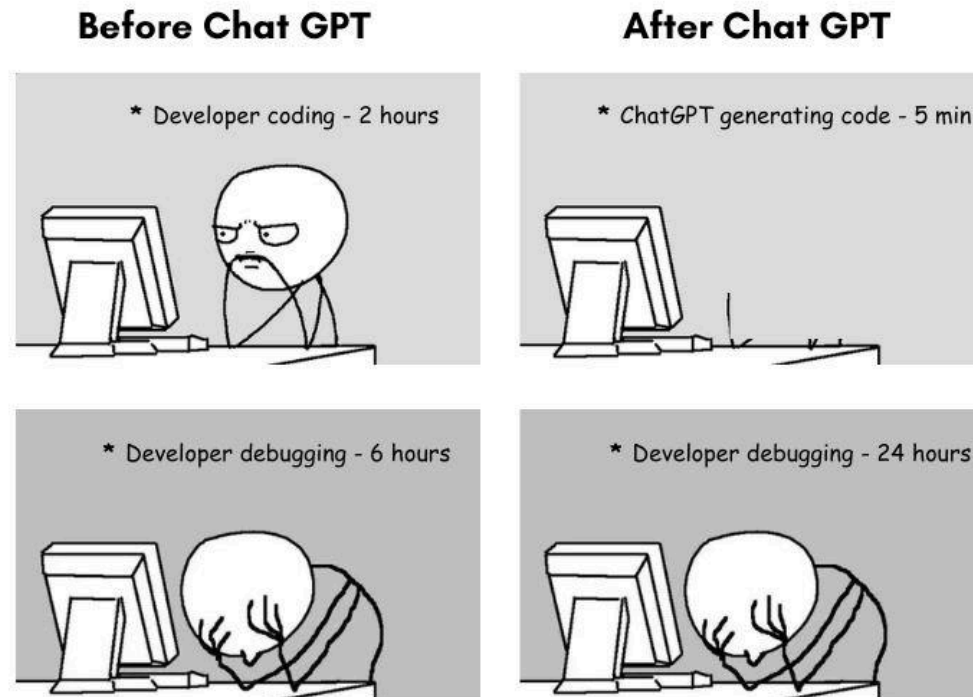 Before Chat GPT
After Chat GPT
* Developer coding - 2 hours
* ChatGPT generating code - 5 min
* Developer debugging - 6 hours
* Developer debugging - 24 hours